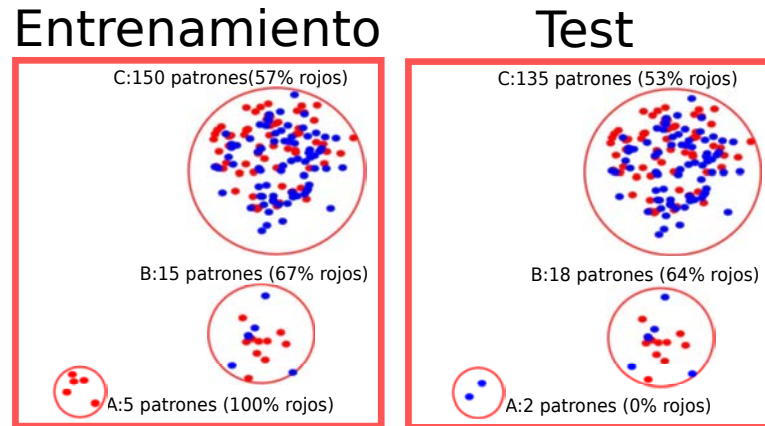 Entrenamiento
C:150 patrones(57% rojos)
B:15 patrones (67% rojos)
A:5 patrones (100% rojos)
Test
C:135 patrones (53% rojos)
B:18 patrones (64% rojos)
A:2 patrones (0% rojos)